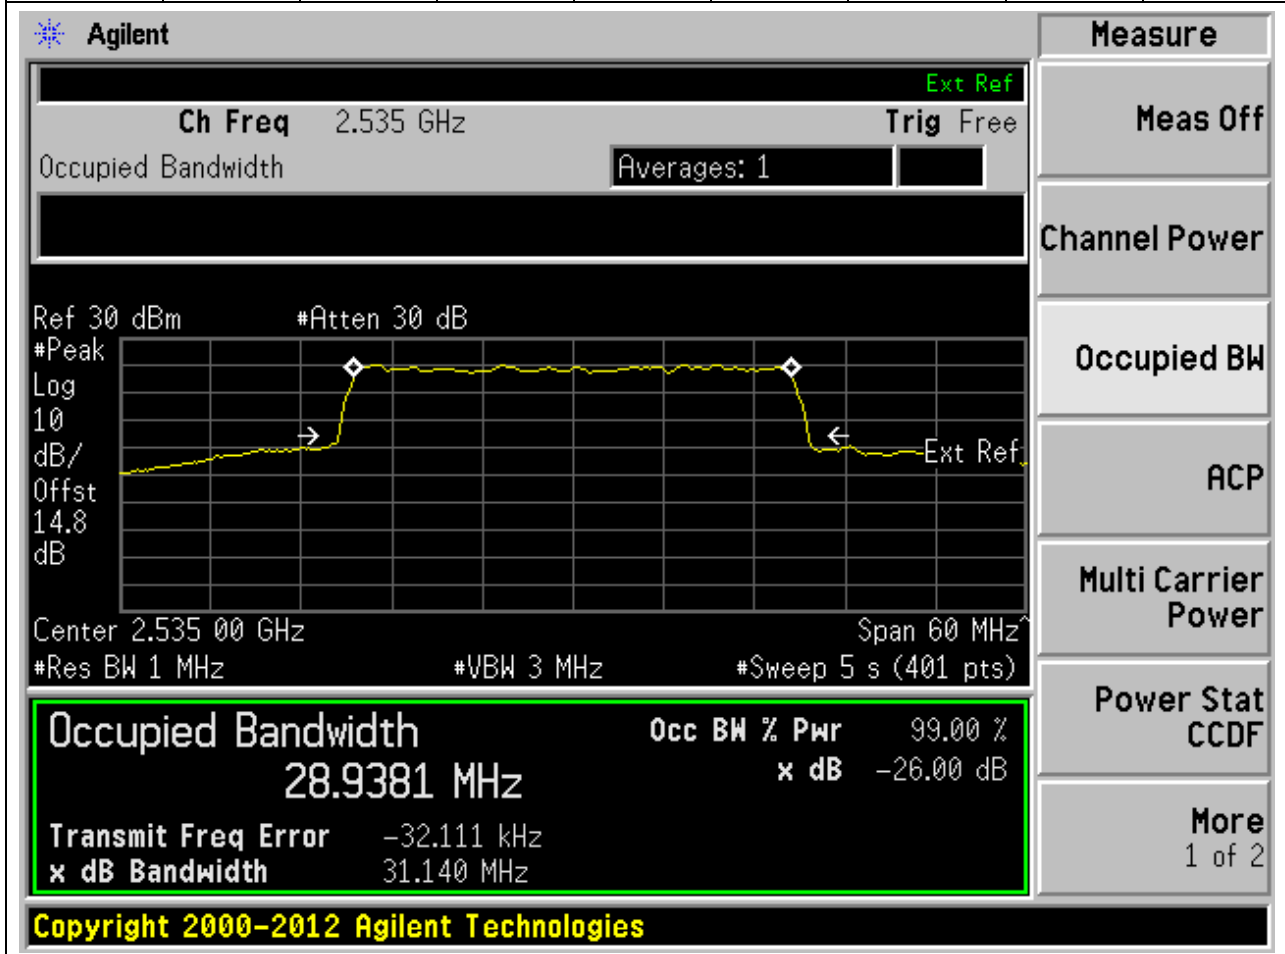 Agilent
Measure
Ext Ref
Ch Freq 2.535 GHz Trig Free
Meas Off
Occupied Bandwidth Averages: 1
Channel Power
Ref 30 dBm #Atten 30 dB
#Peak
Log
10
dB/
Offst
14.8
dB
Ext Ref
Occupied BW
ACP
Center 2.535 00 GHz Span 60 MHz^
#Res BW 1 MHz #VBW 3 MHz #Sweep 5 s (401 pts)
Multi Carrier
Power
Occupied Bandwidth Occ BW % Pwr 99.00 %
28.9381 MHz x dB -26.00 dB
Power Stat
CCDF
Transmit Freq Error -32.111 kHz
x dB Bandwidth 31.140 MHz
More
1 of 2
Copyright 2000-2012 Agilent Technologies